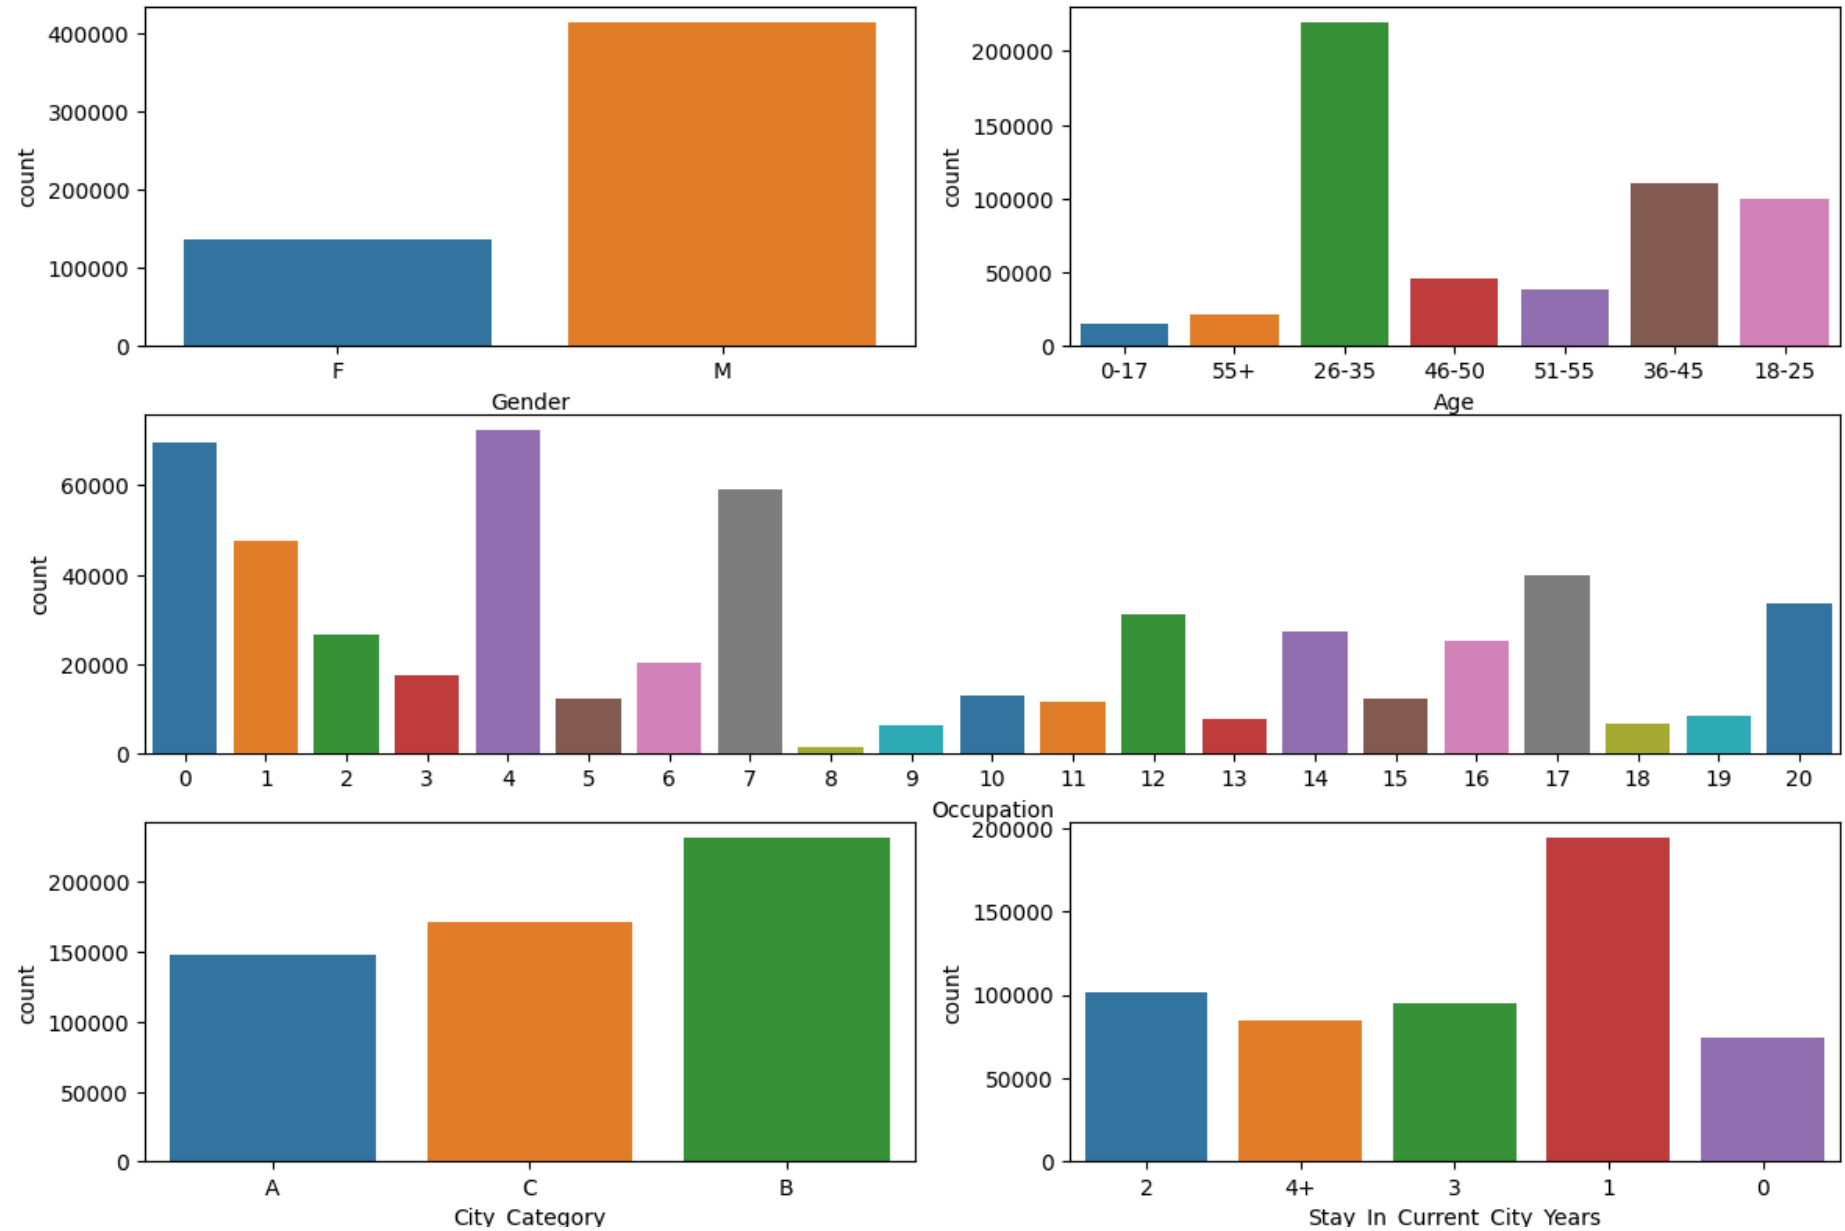 400000
300000
200000
100000
0
count
F M
Gender
200000
150000
100000
50000
0
count
0-17 55+ 26-35 46-50 51-55 36-45 18-25
Age
60000
40000
20000
0
count
0 1 2 3 4 5 6 7 8 9 10 11 12 13 14 15 16 17 18 19 20
Occupation
200000
150000
100000
50000
0
count
A C B
City_Category
200000
150000
100000
50000
0
count
2 4+ 3 1 0
Stay_In_Current_City_Years